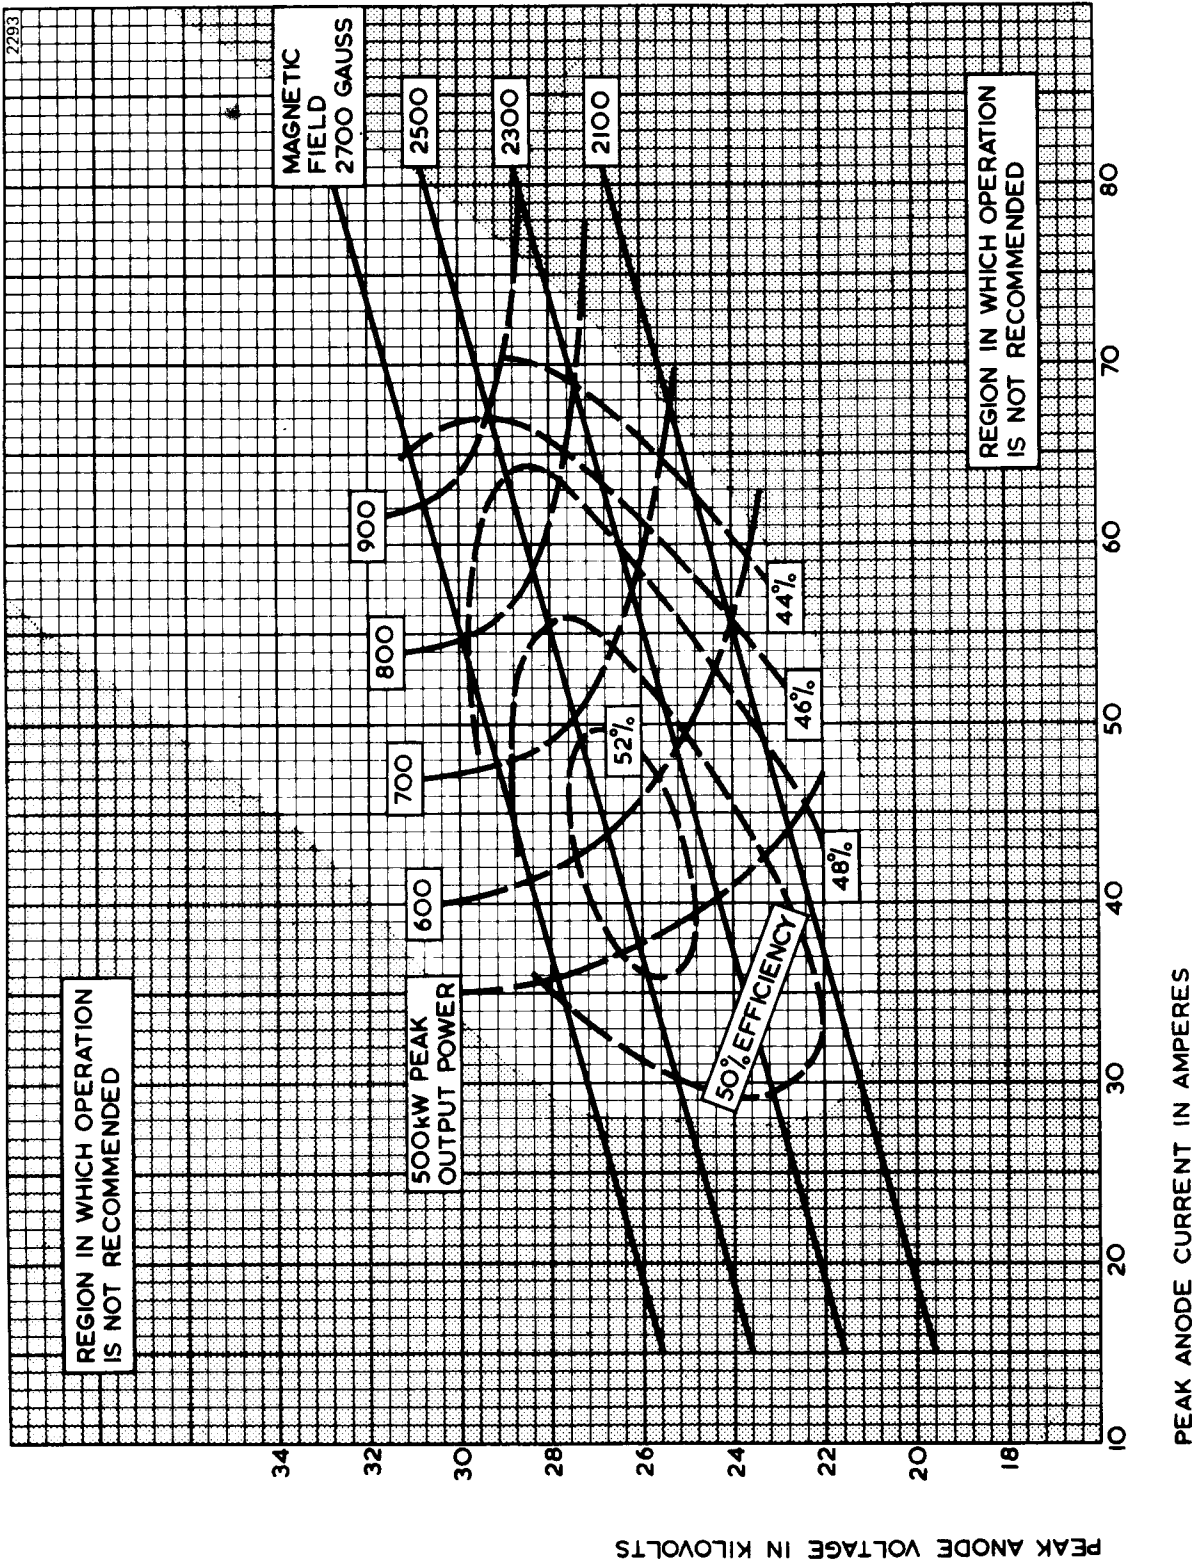 2293
REGION IN WHICH OPERATION
IS NOT RECOMMENDED
MAGNETIC
FIELD
2700 GAUSS
2500
2300
2100
900
800
700
600
500kW PEAK
OUTPUT POWER
52%
50% EFFICIENCY
48%
46%
44%
REGION IN WHICH OPERATION
IS NOT RECOMMENDED
34
32
30
28
26
24
22
20
18
10
20
30
40
50
60
70
80
PEAK ANODE VOLTAGE IN KILOVOLTS
PEAK ANODE CURRENT IN AMPERES